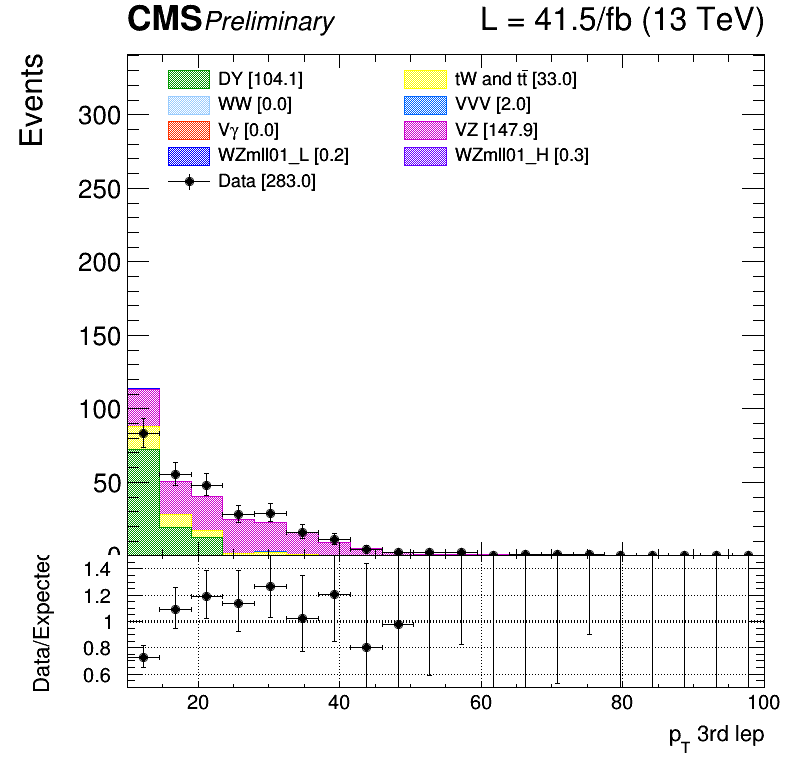 CMS Preliminary L = 41.5/fb (13 TeV)
Events
DY [104.1] tW and tt̄ [33.0]
WW [0.0] VVV [2.0]
Vγ [0.0] VZ [147.9]
WZmll01_L [0.2] WZmll01_H [0.3]
Data [283.0]
300
250
200
150
100
50
0
Data/Expected
1.4
1.2
1
0.8
0.6
20 40 60 80 100
p_T 3rd lep